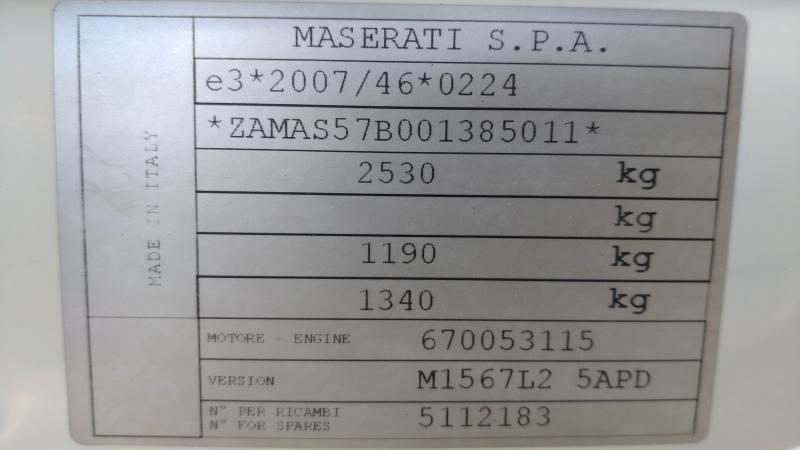 MASERATI S.P.A.
e3*2007/46*0224
*ZAMAS57B001385011*
2530 kg
kg
1190 kg
1340 kg
MADE IN ITALY
MOTORE - ENGINE 670053115
VERSION M1567L2 5APD
N° PER RICAMBI
N° FOR SPARES 5112183